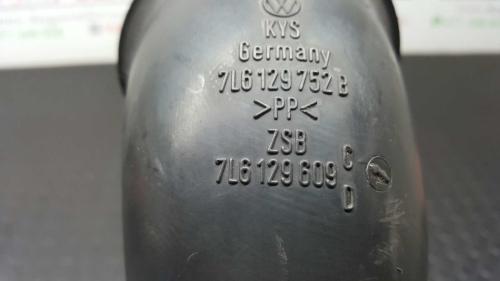 KYS
Germany
7L6 129 752 B
>PP<
ZSB
7L6 129 609 C
D